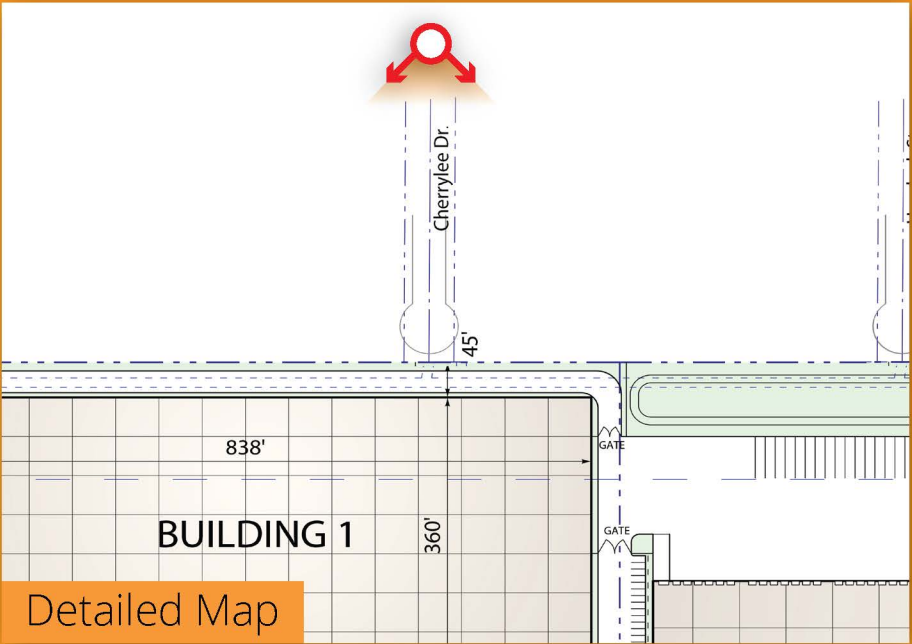 Cherrylee Dr.
45'
838'
GATE
360'
BUILDING 1
GATE
Detailed Map